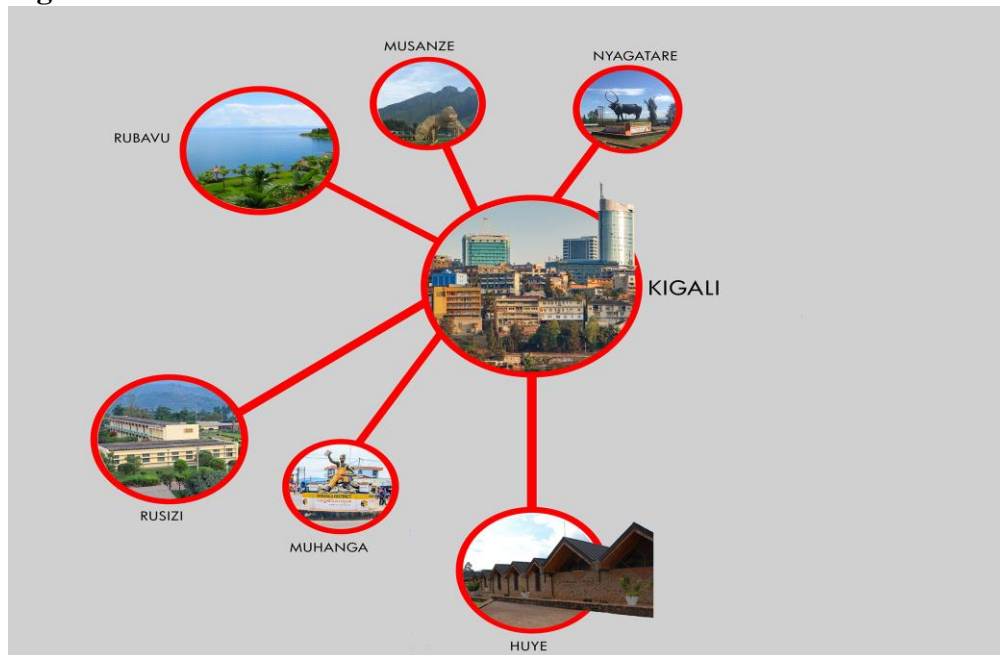 MUSANZE
NYAGATARE
RUBAVU
KIGALI
RUSIZI
MUHANGA
HUYE